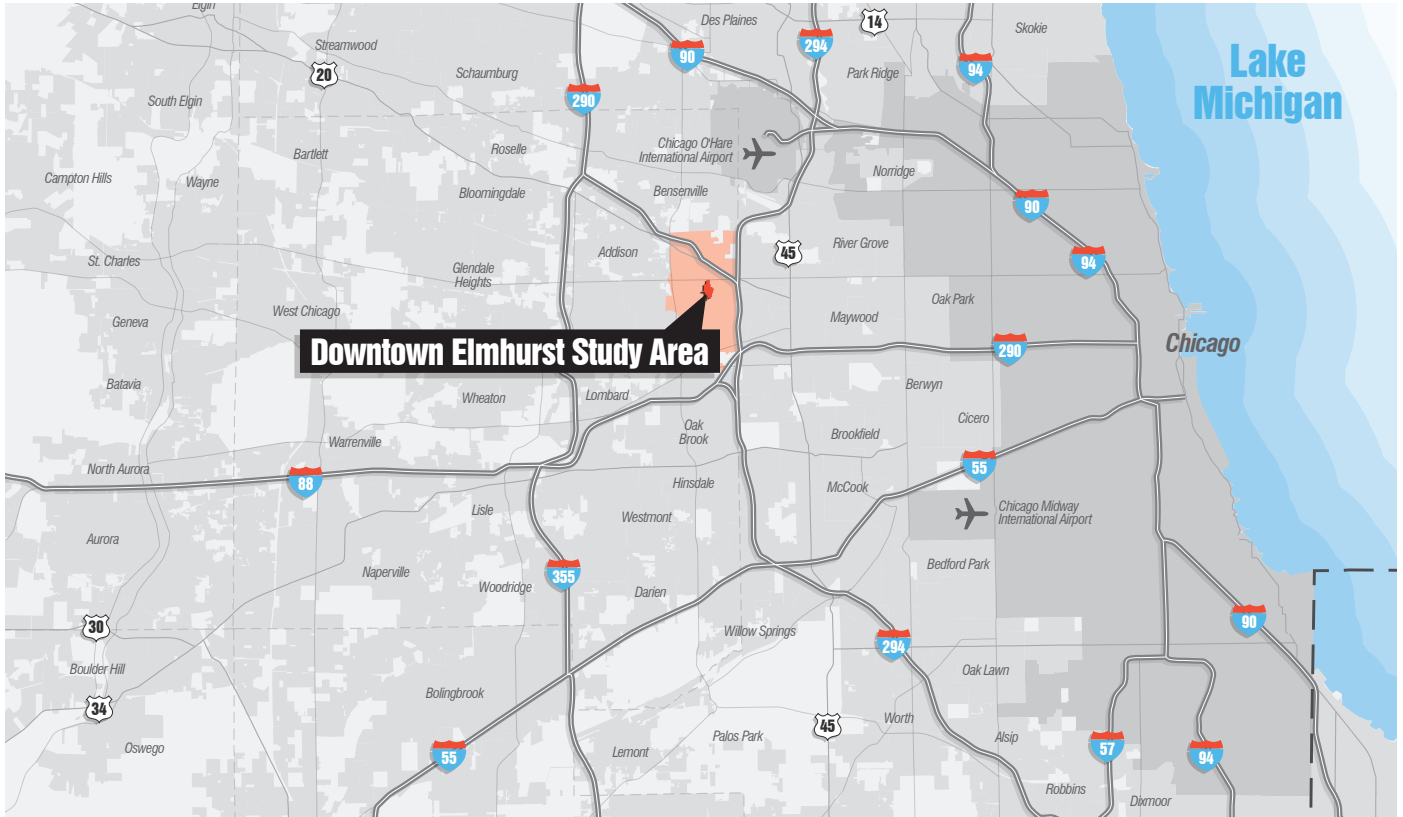 Elgin
Des Plaines
14
Skokie
Streamwood
294
90
Lake
Michigan
20
Schaumburg
Park Ridge
94
South Elgin
290
Chicago O'Hare
International Airport
Bartlett
Roselle
Norridge
Campton Hills
Wayne
Bloomingdale
Bensenville
90
River Grove
45
Addison
St. Charles
94
Glendale
Heights
Oak Park
West Chicago
Geneva
Maywood
Downtown Elmhurst Study Area
290
Chicago
Batavia
Berwyn
Wheaton
Lombard
Cicero
Oak
Brook
Brookfield
Warrenville
North Aurora
55
88
Hinsdale
McCook
Lisle
Westmont
Chicago Midway
International Airport
Aurora
Bedford Park
Naperville
355
Woodridge
Darien
90
30
Willow Springs
294
Boulder Hill
Oak Lawn
Bolingbrook
34
Worth
45
Palos Park
Alsip
57
Oswego
Lemont
55
94
Robbins
Dixmoor